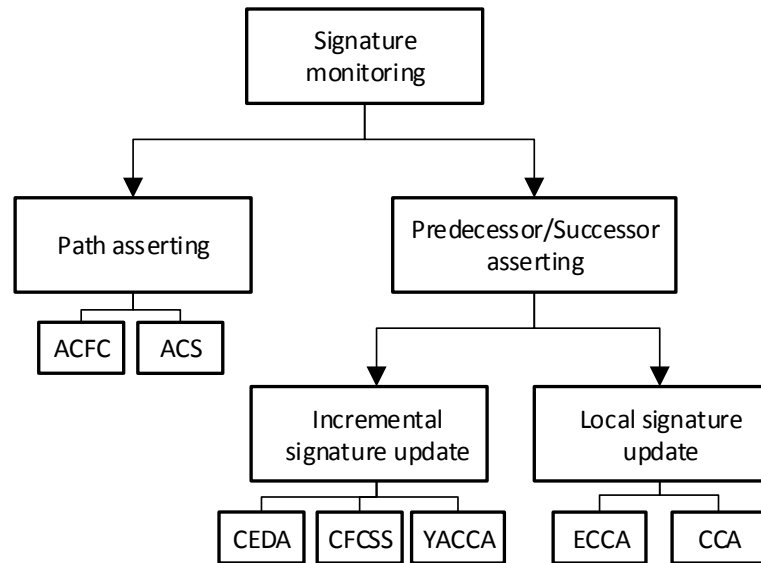 Signature
monitoring
Path asserting
Predecessor/Successor
asserting
ACFC
ACS
Incremental
signature update
Local signature
update
CEDA
CFCSS
YACCA
ECCA
CCA